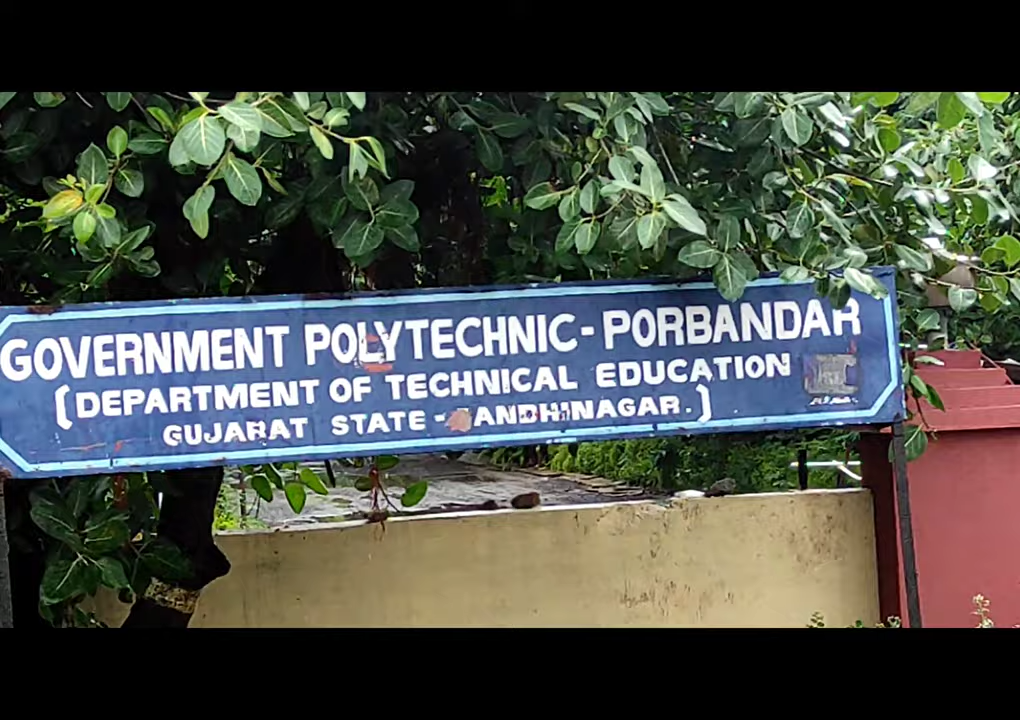 GOVERNMENT POLYTECHNIC-PORBANDAR
(DEPARTMENT OF TECHNICAL EDUCATION
GUJARAT STATE-GANDHINAGAR.)